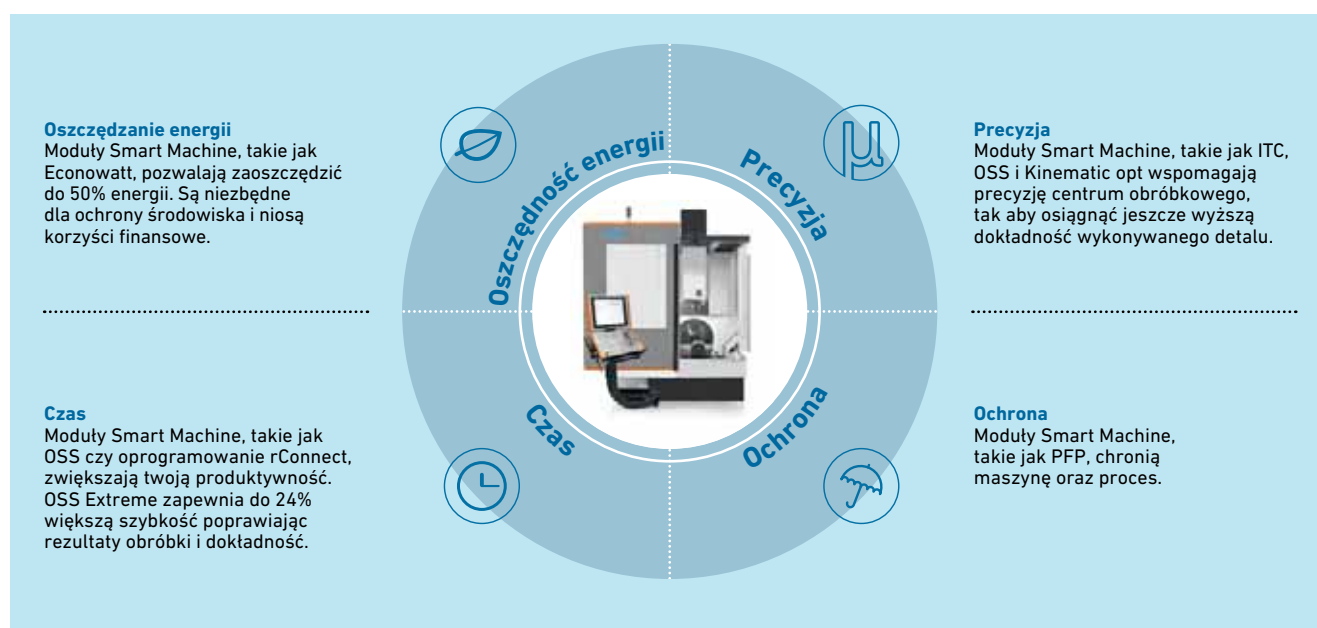 Oszczędzanie energii
Moduły Smart Machine, takie jak
Econowatt, pozwalają zaoszczędzić
do 50% energii. Są niezbędne
dla ochrony środowiska i niosą
korzyści finansowe.
Czas
Moduły Smart Machine, takie jak
OSS czy oprogramowanie rConnect,
zwiększają twoją produktywność.
OSS Extreme zapewnia do 24%
większą szybkość poprawiając
rezultaty obróbki i dokładność.
Oszczędność energii
Precyzja
Czas
Ochrona
μ
Precyzja
Moduły Smart Machine, takie jak ITC,
OSS i Kinematic opt wspomagają
precyzję centrum obróbkowego,
tak aby osiągnąć jeszcze wyższą
dokładność wykonywanego detalu.
Ochrona
Moduły Smart Machine,
takie jak PFP, chronią
maszynę oraz proces.